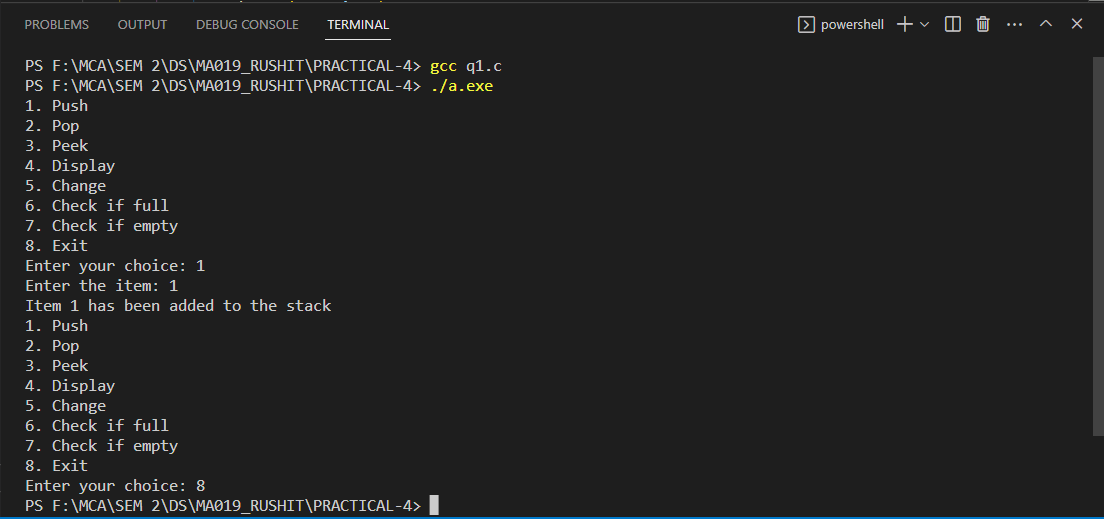 PROBLEMS OUTPUT DEBUG CONSOLE TERMINAL powershell
PS F:\MCA\SEM 2\DS\MA019_RUSHIT\PRACTICAL-4> gcc q1.c
PS F:\MCA\SEM 2\DS\MA019_RUSHIT\PRACTICAL-4> ./a.exe
1. Push
2. Pop
3. Peek
4. Display
5. Change
6. Check if full
7. Check if empty
8. Exit
Enter your choice: 1
Enter the item: 1
Item 1 has been added to the stack
1. Push
2. Pop
3. Peek
4. Display
5. Change
6. Check if full
7. Check if empty
8. Exit
Enter your choice: 8
PS F:\MCA\SEM 2\DS\MA019_RUSHIT\PRACTICAL-4>